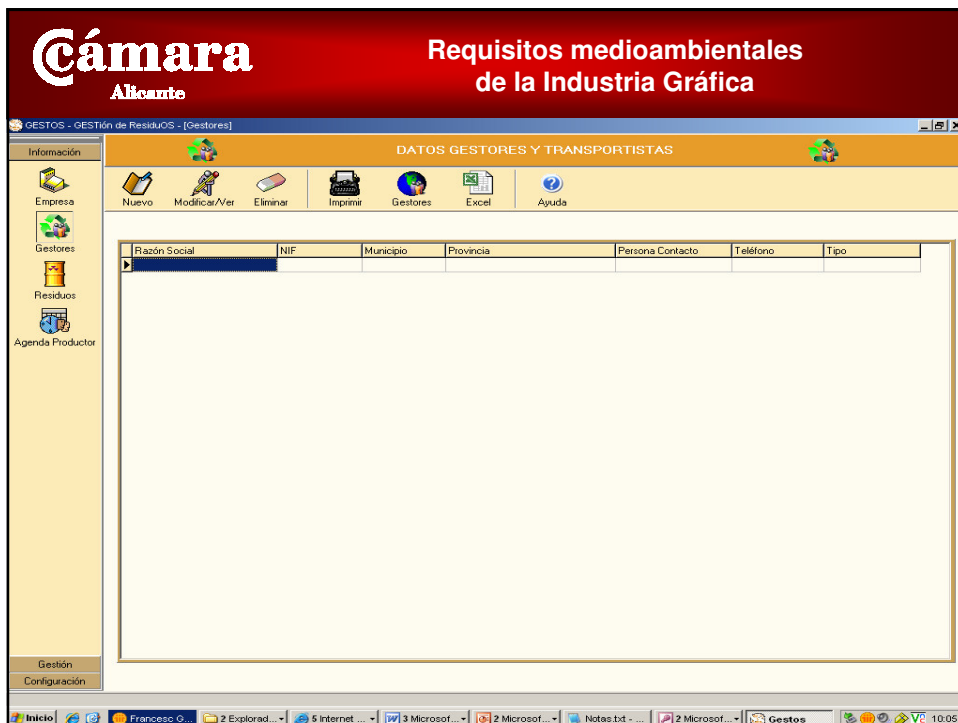 Cámara
Alicante
Requisitos medioambientales
de la Industria Gráfica
GESTOS - GESTión de ResiduOS - [Gestores]
Información
DATOS GESTORES Y TRANSPORTISTAS
Empresa
Gestores
Residuos
Agenda Productor
Nuevo
Modificar/Ver
Eliminar
Imprimir
Gestores
Excel
Ayuda
Razón Social
NIF
Municipio
Provincia
Persona Contacto
Teléfono
Tipo
Gestión
Configuración
Inicio
Francesc G...
2 Explorad...
5 Internet ...
3 Microsof...
2 Microsof...
Notas.txt - ...
2 Microsof...
Gestos
10:05